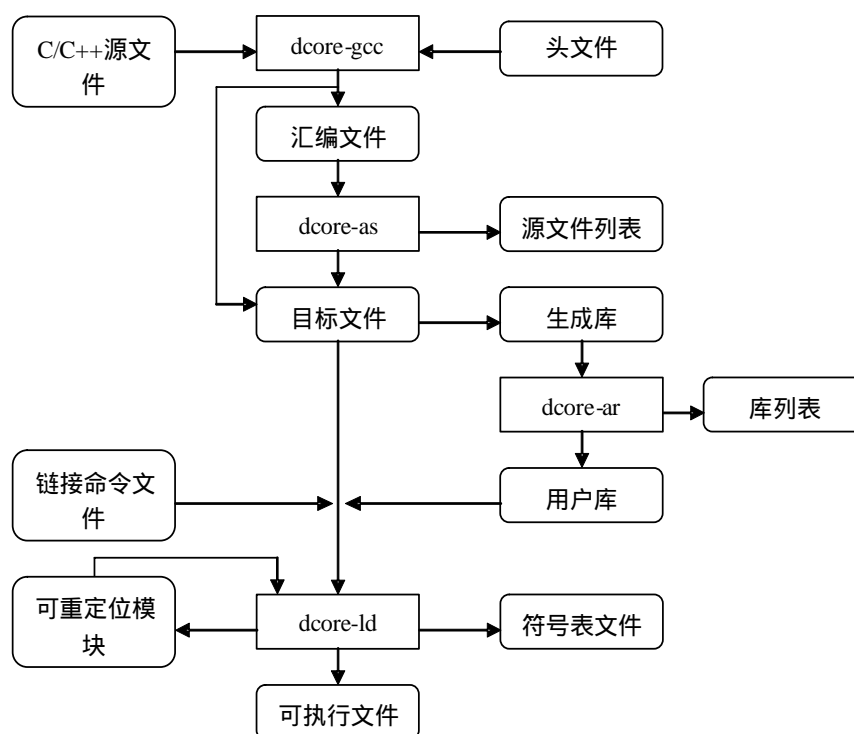 C/C++源文
件
dcore-gcc
头文件
汇编文件
dcore-as
源文件列表
目标文件
生成库
dcore-ar
库列表
链接命令文
件
用户库
可重定位模
块
dcore-ld
符号表文件
可执行文件